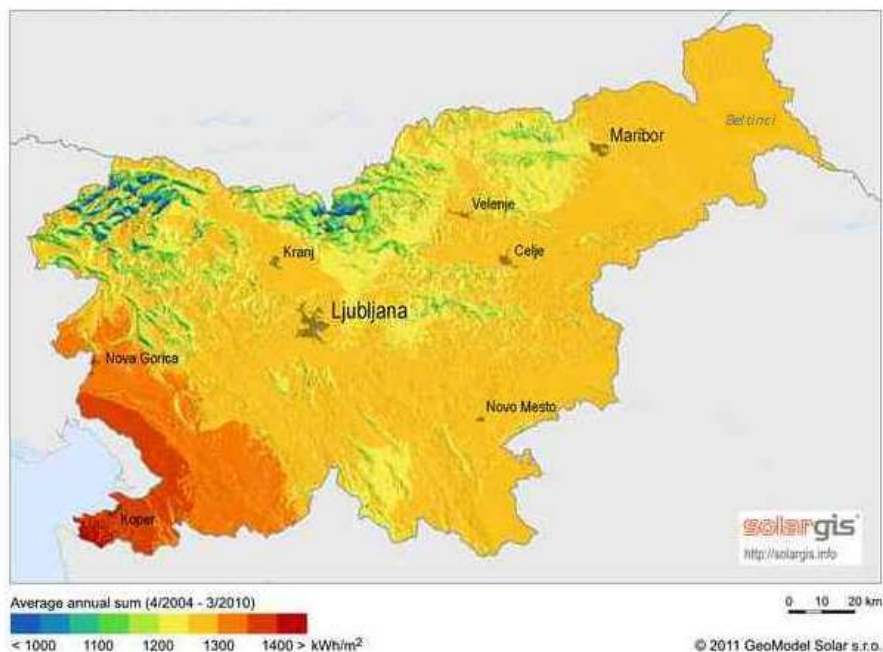 Beltinci
Maribor
Velenje
Kranj
Celje
Ljubljana
Nova Gorica
Novo Mesto
Koper
solargis
http://solargis.info
Average annual sum (4/2004 - 3/2010)
0 10 20 km
< 1000 1100 1200 1300 1400 > kWh/m²
© 2011 GeoModel Solar s.r.o.